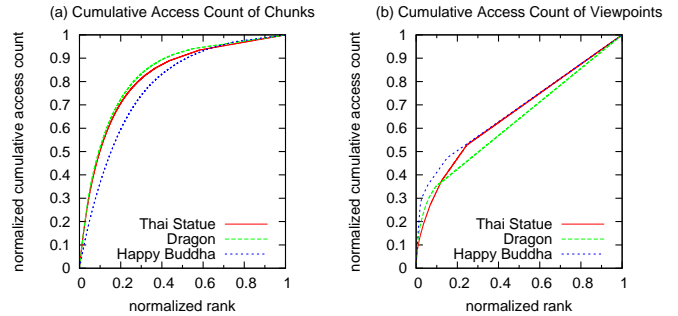 (a) Cumulative Access Count of Chunks
normalized cumulative access count
1
0.9
0.8
0.7
0.6
0.5
0.4
0.3
0.2
0.1
0
Thai Statue
Dragon
Happy Buddha
0 0.2 0.4 0.6 0.8 1
normalized rank
(b) Cumulative Access Count of Viewpoints
normalized cumulative access count
1
0.9
0.8
0.7
0.6
0.5
0.4
0.3
0.2
0.1
0
Thai Statue
Dragon
Happy Buddha
0 0.2 0.4 0.6 0.8 1
normalized rank